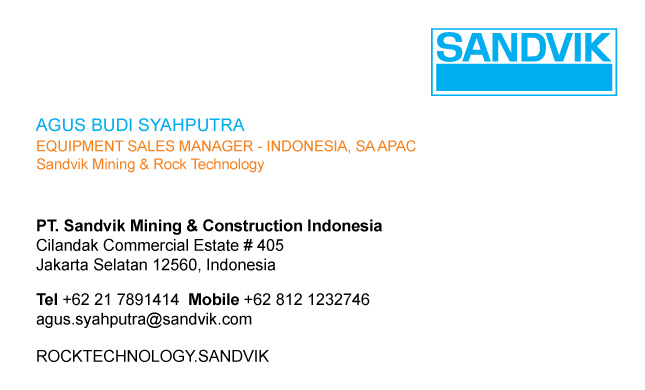 SANDVIK
AGUS BUDI SYAHPUTRA
EQUIPMENT SALES MANAGER - INDONESIA, SA APAC
Sandvik Mining & Rock Technology
PT. Sandvik Mining & Construction Indonesia
Cilandak Commercial Estate # 405
Jakarta Selatan 12560, Indonesia
Tel +62 21 7891414 Mobile +62 812 1232746
agus.syahputra@sandvik.com
ROCKTECHNOLOGY.SANDVIK